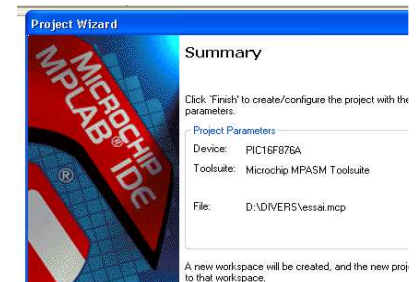 Project Wizard
MICROCHIP
MPLAB® IDE
®
Summary
Click 'Finish' to create/configure the project with the
parameters.
Project Parameters
Device: PIC16F876A
Toolsuite: Microchip MPASM Toolsuite
File: D:\DIVERS\essai.mcp
A new workspace will be created, and the new
to that workspace.